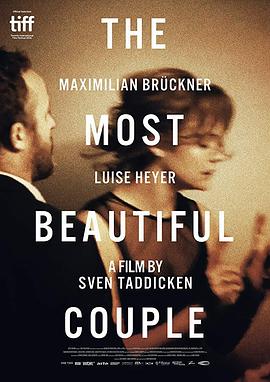 tiff
THE
MAXIMILIAN BRÜCKNER
MOST
LUISE HEYER
BEAUTIFUL
A FILM BY
SVEN TADDICKEN
COUPLE